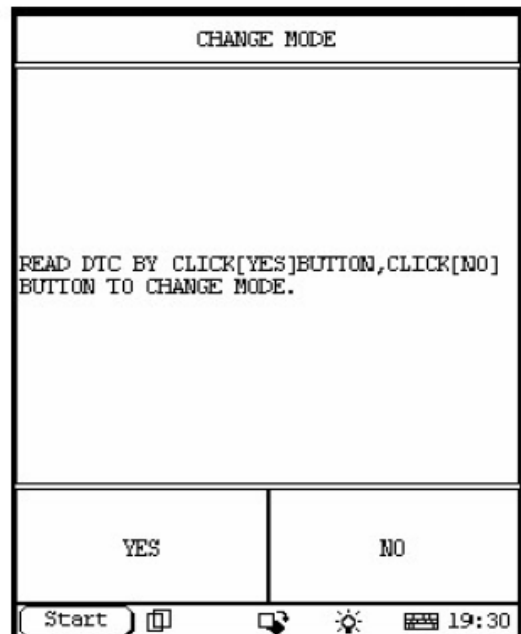 CHANGE MODE
READ DTC BY CLICK[YES]BUTTON,CLICK[NO]
BUTTON TO CHANGE MODE.
YES
NO
Start
19:30